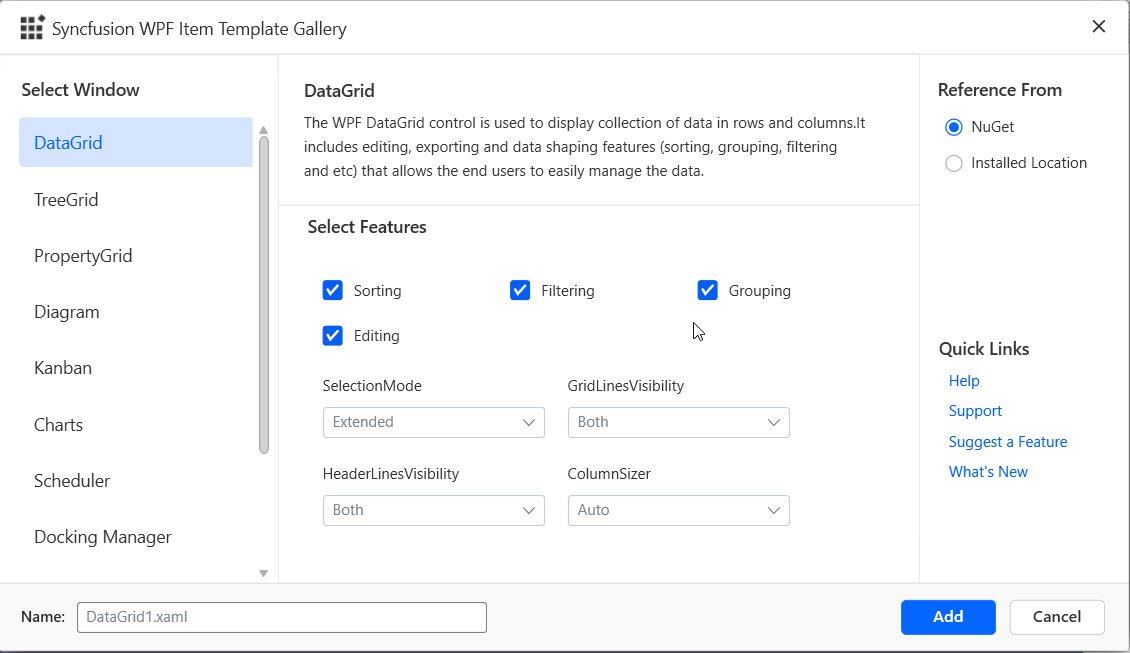 Syncfusion WPF Item Template Gallery
Select Window
DataGrid
TreeGrid
PropertyGrid
Diagram
Kanban
Charts
Scheduler
Docking Manager
DataGrid
The WPF DataGrid control is used to display collection of data in rows and columns.It
includes editing, exporting and data shaping features (sorting, grouping, filtering
and etc) that allows the end users to easily manage the data.
Select Features
Sorting Filtering Grouping
Editing
SelectionMode GridLinesVisibility
Extended Both
HeaderLinesVisibility ColumnSizer
Both Auto
Reference From
NuGet
Installed Location
Quick Links
Help
Support
Suggest a Feature
What's New
Name: DataGrid1.xaml
Add Cancel